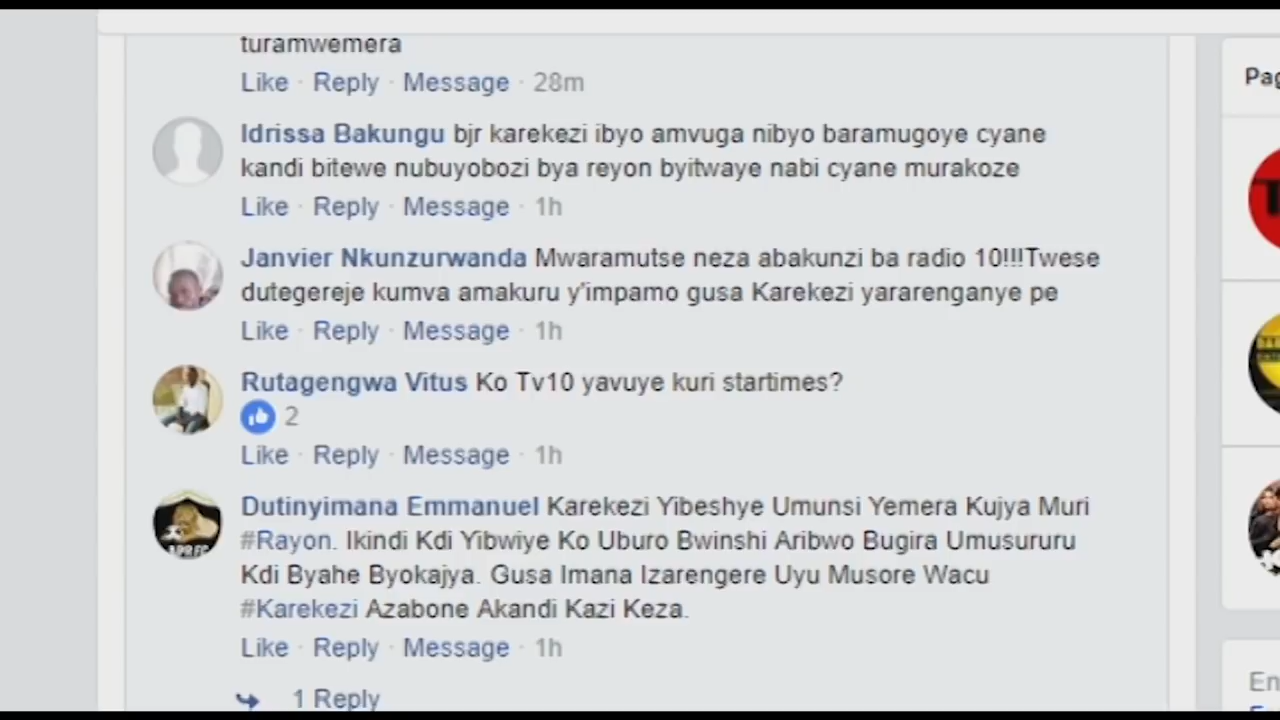 turamwemera
Like · Reply · Message · 28m
Pag
Idrissa Bakungu bjr karekezi ibyo amvuga nibyo baramugoye cyane
kandi bitewe nubuyobozi bya reyon byitwaye nabi cyane murakoze
Like · Reply · Message · 1h
Janvier Nkunzurwanda Mwaramutse neza abakunzi ba radio 10!!!Twese
dutegereje kumva amakuru y'impamo gusa Karekezi yararenganye pe
Like · Reply · Message · 1h
Rutagengwa Vitus Ko Tv10 yavuye kuri startimes?
2
Like · Reply · Message · 1h
Dutinyimana Emmanuel Karekezi Yibeshye Umunsi Yemera Kujya Muri
#Rayon. Ikindi Kdi Yibwiye Ko Uburo Bwinshi Aribwo Bugira Umusururu
Kdi Byahe Byokajya. Gusa Imana Izarengere Uyu Musore Wacu
#Karekezi Azabone Akandi Kazi Keza.
Like · Reply · Message · 1h
1 Reply
APR FC
En